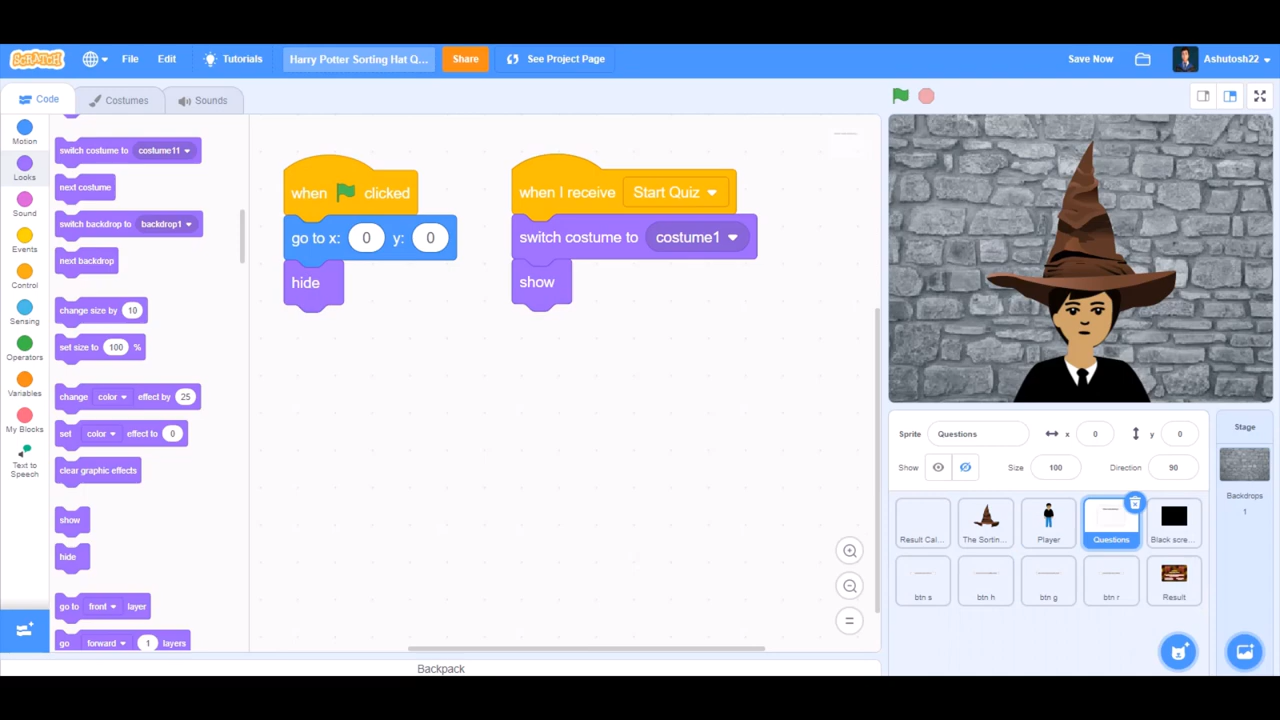 SCRATCH
File
Edit
Tutorials
Harry Potter Sorting Hat Q...
Share
See Project Page
Save Now
Ashutosh22
Code
Costumes
Sounds
Motion
Looks
Sound
Events
Control
Sensing
Operators
Variables
My Blocks
Text to
Speech
switch costume to costume11
next costume
switch backdrop to backdrop1
next backdrop
change size by 10
set size to 100 %
change color effect by 25
set color effect to 0
clear graphic effects
show
hide
go to front layer
go forward 1 layers
when clicked
go to x: 0 y: 0
hide
when I receive Start Quiz
switch costume to costume1
show
Backpack
Sprite Questions x 0 y 0
Show Size 100 Direction 90
Result Cal...
The Sortin...
Player
Questions
Black scre...
btn s
btn h
btn g
btn r
Result
Stage
Backdrops
1